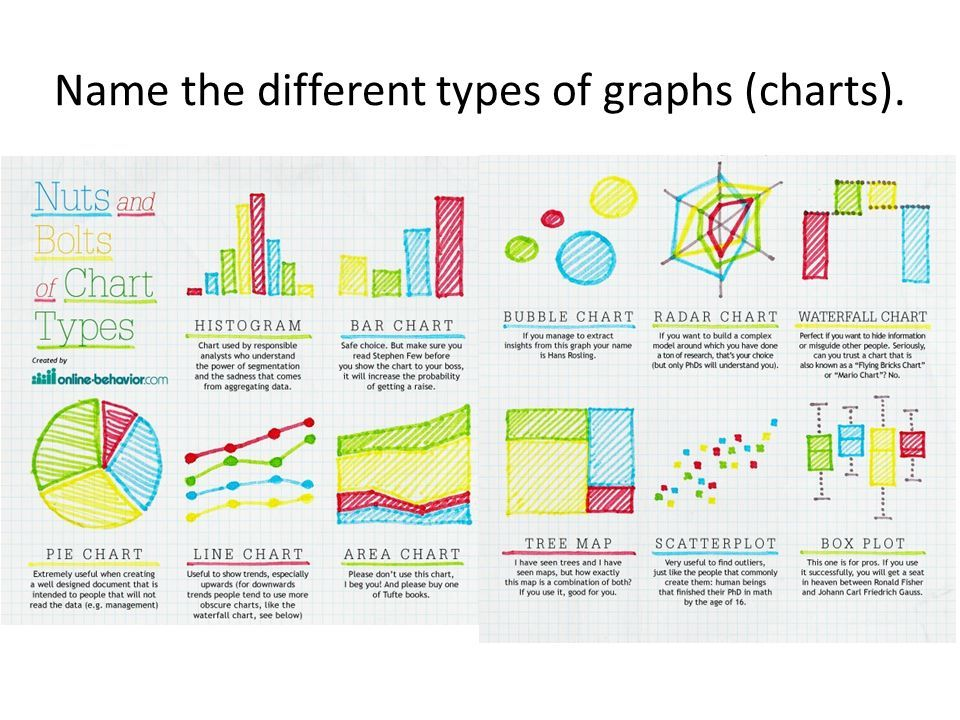 Name the different types of graphs (charts).
Nuts and
Bolts
of Chart
Types
Created by
online-behavior.com
HISTOGRAM
Chart used by responsible
analysts who understand
the power of segmentation
and the sadness that comes
from aggregating data.
BAR CHART
Safe choice. But make sure you
read Stephen Few before
you show the chart to your boss,
it will increase the probability
of getting a raise.
BUBBLE CHART
If you manage to extract
insights from this graph your name
is Hans Rosling.
RADAR CHART
If you want to build a complex
model around which you have done
a ton of research, that's your choice
(but only PhDs will understand you).
WATERFALL CHART
Perfect if you want to hide information
or misguide other people. Seriously,
can you trust a chart that is
also known as a "Flying Bricks Chart"
or "Mario Chart"? No.
PIE CHART
Extremely useful when creating
a well designed document that is
intended to people that will not
read the data (e.g. management)
LINE CHART
Useful to show trends, especially
upwards (for downwards
trends people tend to use more
obscure charts, like the
waterfall chart, see below)
AREA CHART
Please don't use this chart,
I beg you! And please buy one
of Tufte books.
TREE MAP
I have seen trees and I have
seen maps, but how exactly
this map is a combination of both?
If you use it, good for you.
SCATTERPLOT
Very useful to find outliers,
just like the people that commonly
create them: human beings
that finished their PhD in math
by the age of 16.
BOX PLOT
This one is for pros. If you use
it successfully, you will get a seat
in heaven between Ronald Fisher
and Johann Carl Friedrich Gauss.